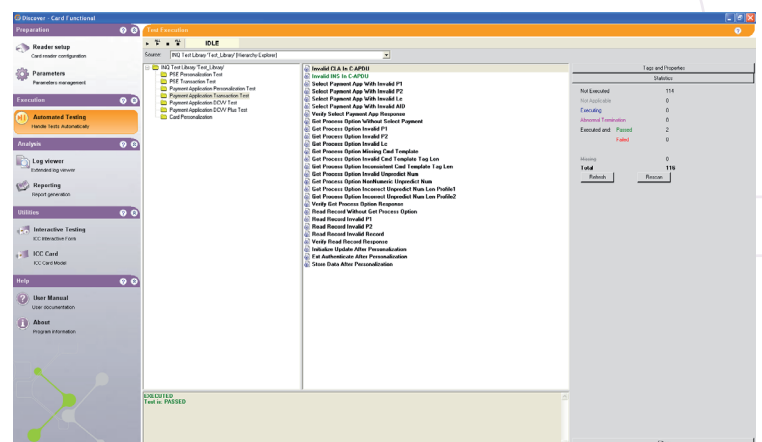 Discover - Card Functional
Preparation
Reader setup
Card reader configuration
Parameters
Parameters management
Execution
Automated Testing
Handle Tests Automatically
Analysis
Log viewer
Extended log viewer
Reporting
Report generation
Utilities
Interactive Testing
ICC Interactive Form
ICC Card
ICC Card Model
Help
User Manual
User documentation
About
Program information
Test Execution
IDLE
Source: INQ Test Library 'Test_Library' [Hierarchy Explorer]
INQ Test Library 'Test_Library'
PSE Personalization Test
PSE Transaction Test
Payment Application Personalization Test
Payment Application Transaction Test
Payment Application DCVV Test
Payment Application DCVV Plus Test
Card Personalization
Invalid CLA In C-APDU
Invalid INS In C-APDU
Select Payment App With Invalid P1
Select Payment App With Invalid P2
Select Payment App With Invalid Lc
Select Payment App With Invalid AID
Verify Select Payment App Response
Get Process Option Without Select Payment
Get Process Option Invalid P1
Get Process Option Invalid P2
Get Process Option Invalid Lc
Get Process Option Missing Cmd Template
Get Process Option Invalid Cmd Template Tag Len
Get Process Option Inconsistent Cmd Template Tag Len
Get Process Option Invalid Unpredict Num
Get Process Option NonNumeric Unpredict Num
Get Process Option Incorrect Unpredict Num Len Profile1
Get Process Option Incorrect Unpredict Num Len Profile2
Verify Get Process Option Response
Read Record Without Get Process Option
Read Record Invalid P1
Read Record Invalid P2
Read Record Invalid Record
Verify Read Record Response
Initialize Update After Personalization
Ext Authenticate After Personalization
Store Data After Personalization
Tags and Properties
Statistics
Not Executed 114
Not Applicable 0
Executing 0
Abnormal Termination 0
Executed and: Passed 2
Failed 0
Missing 0
Total 116
Refresh Rescan
EXECUTED
Test is: PASSED